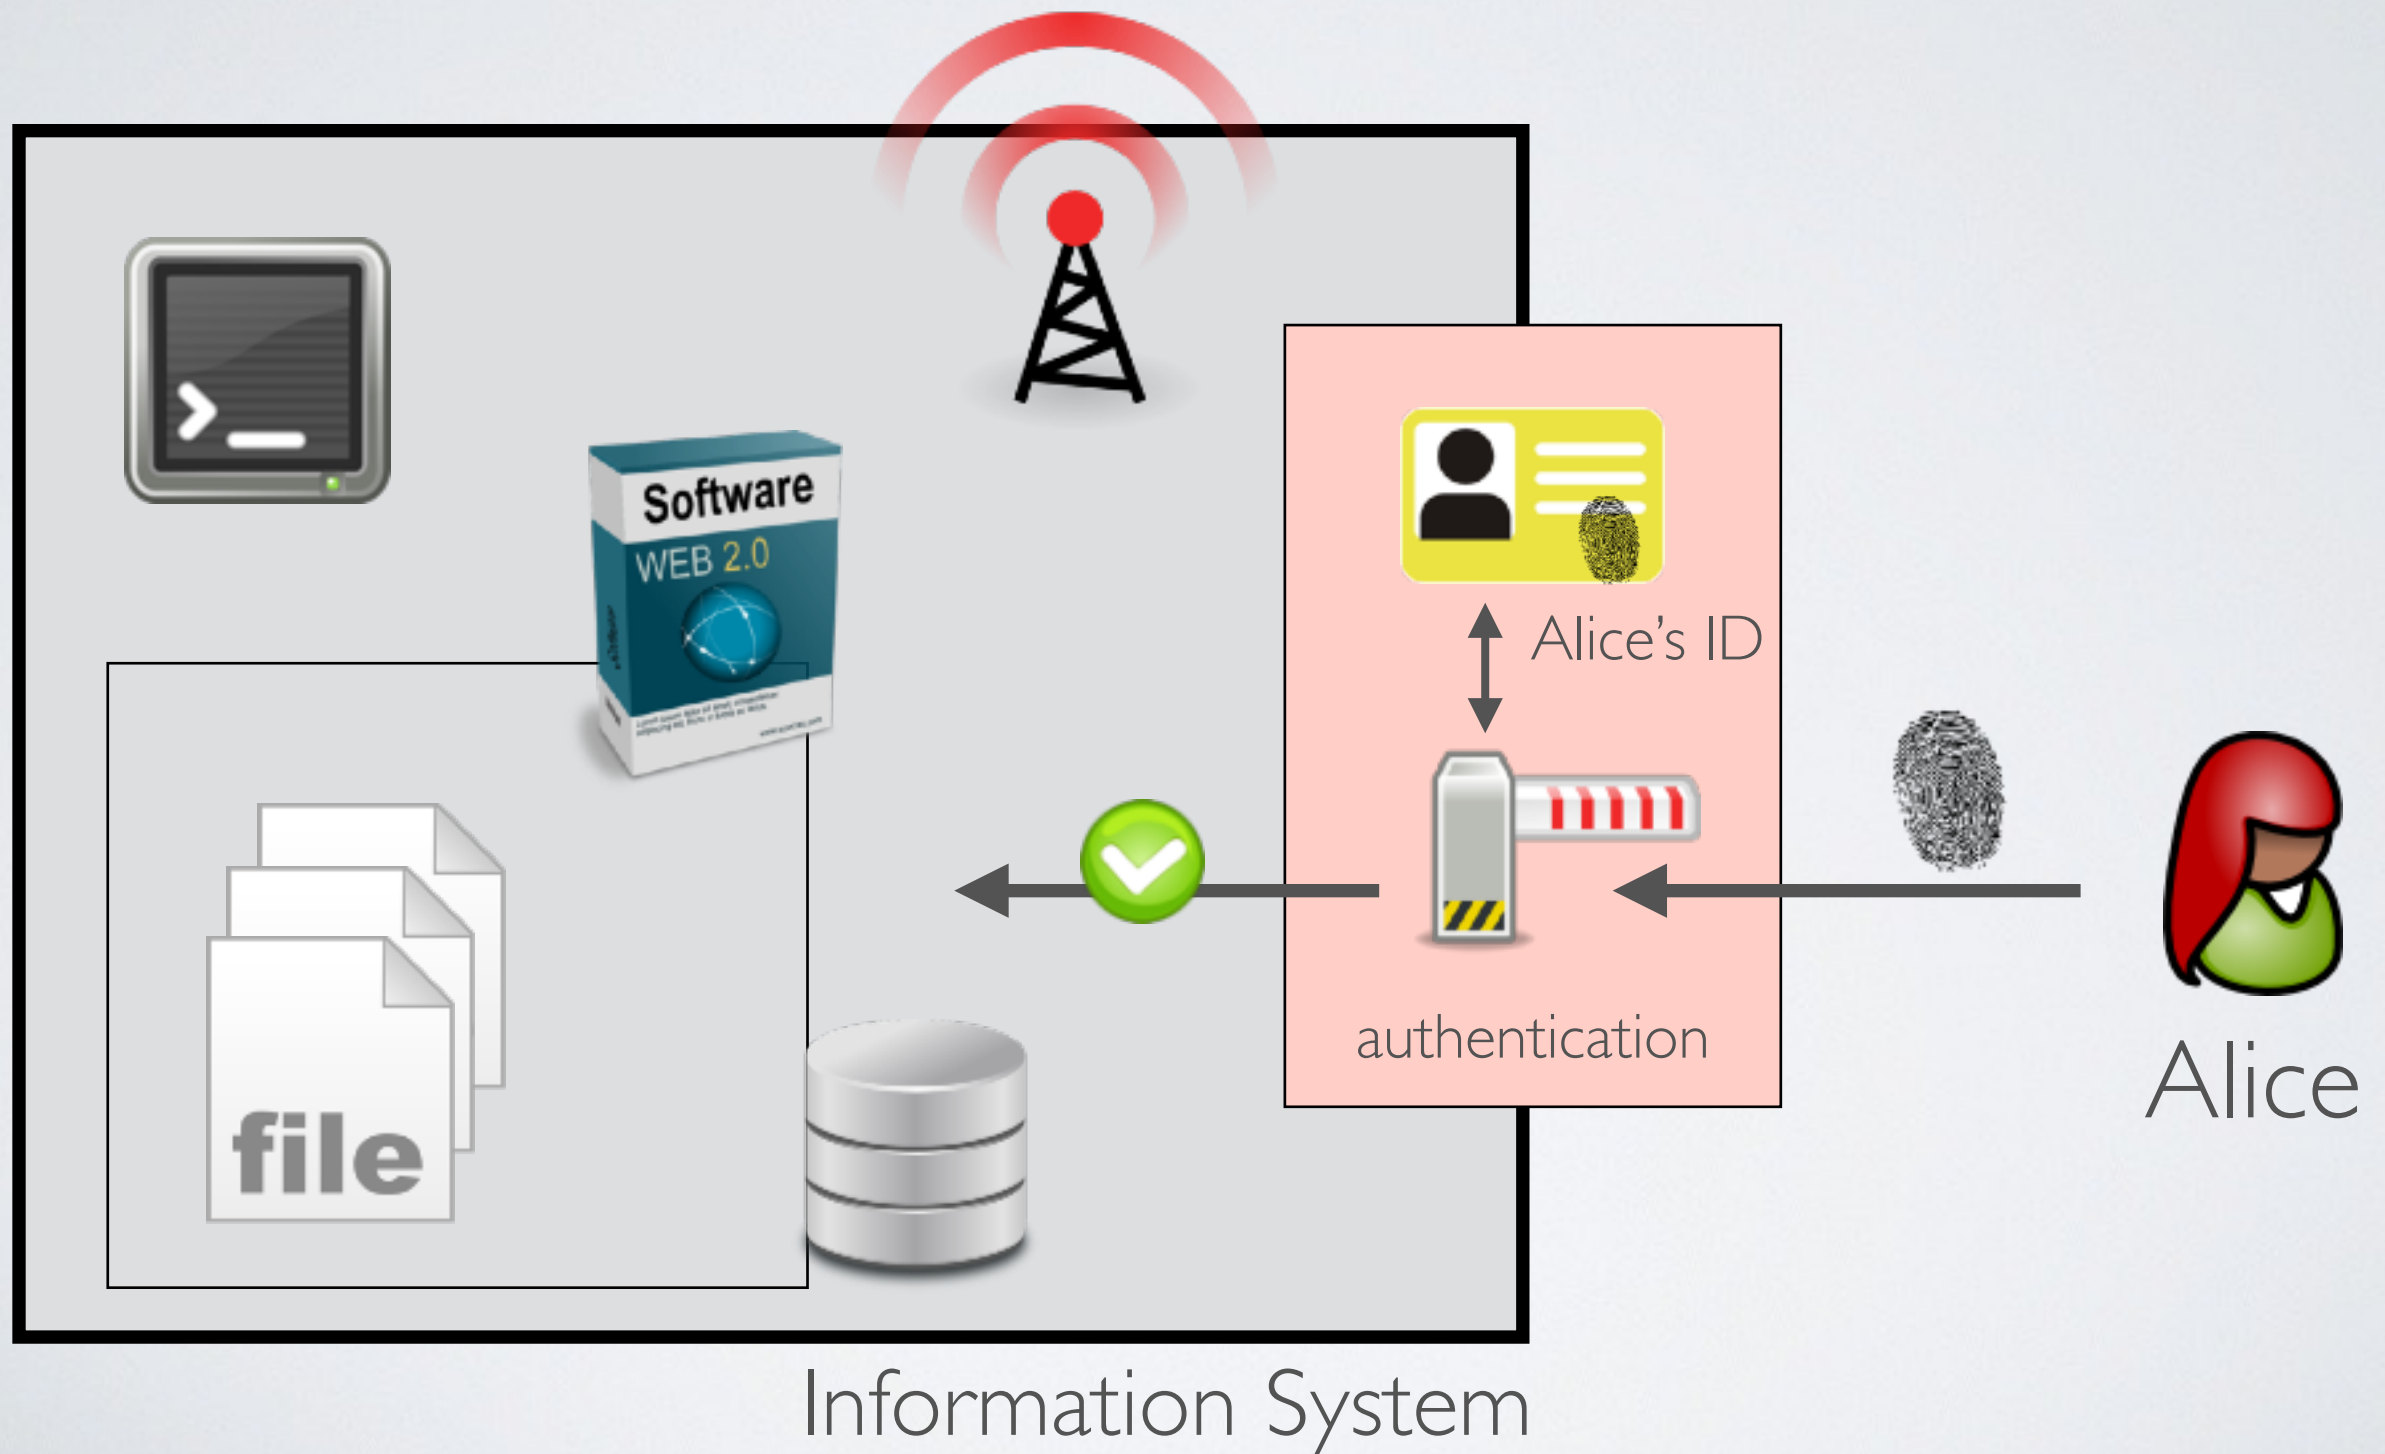 Software
WEB 2.0
Alice's ID
file
authentication
Alice
Information System